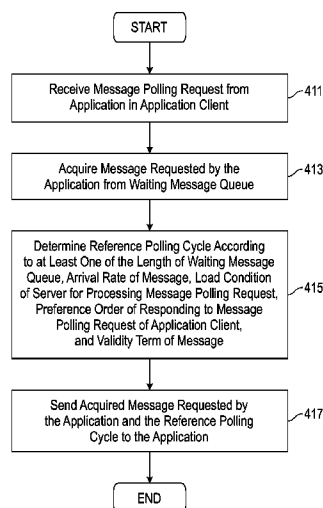 START
Receive Message Polling Request from
Application in Application Client
411
Acquire Message Requested by the
Application from Waiting Message Queue
413
Determine Reference Polling Cycle According
to at Least One of the Length of Waiting Message
Queue, Arrival Rate of Message, Load Condition
of Server for Processing Message Polling Request,
Preference Order of Responding to Message
Polling Request of Application Client,
and Validity Term of Message
415
Send Acquired Message Requested by
the Application and the Reference Polling
Cycle to the Application
417
END